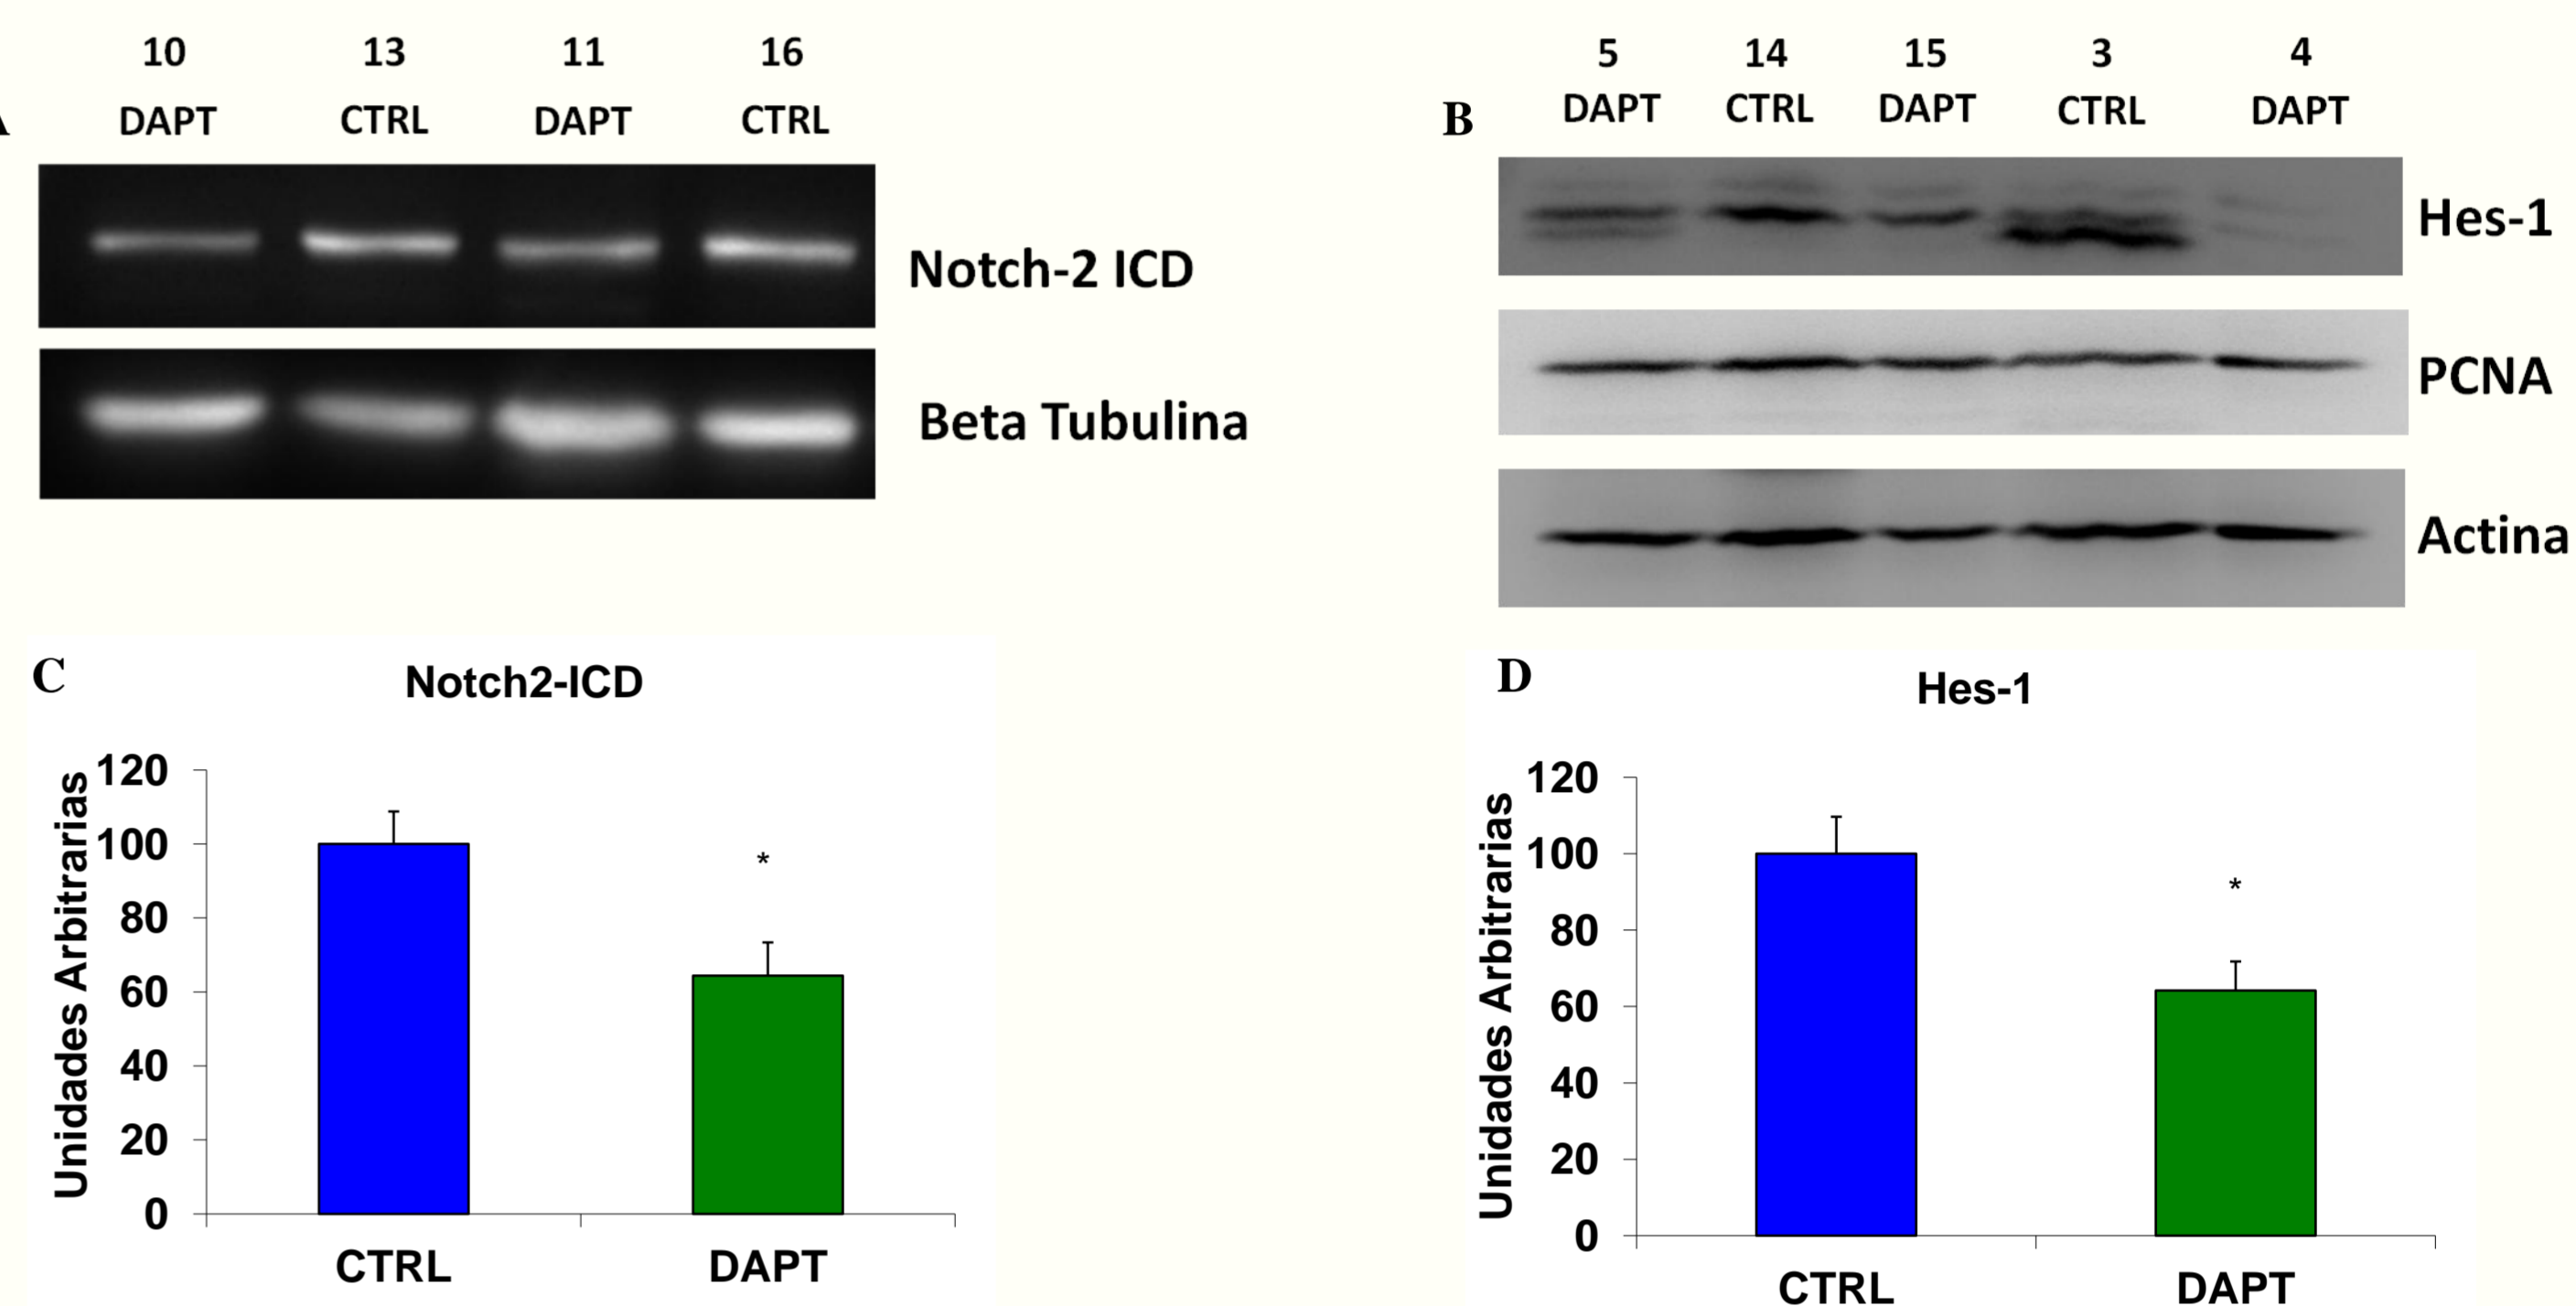 10 13 11 16
DAPT CTRL DAPT CTRL
Notch-2 ICD
Beta Tubulina
B
5 14 15 3 4
DAPT CTRL DAPT CTRL DAPT
Hes-1
PCNA
Actina
C
Notch2-ICD
Unidades Arbitrarias
120
100
80
60
40
20
0
*
CTRL DAPT
D
Hes-1
Unidades Arbitrarias
120
100
80
60
40
20
0
*
CTRL DAPT